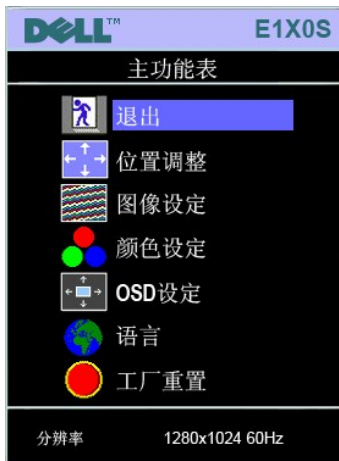 DELL™ E1X0S
主功能表
退出
位置调整
图像设定
颜色设定
OSD设定
语言
工厂重置
分辨率 1280x1024 60Hz